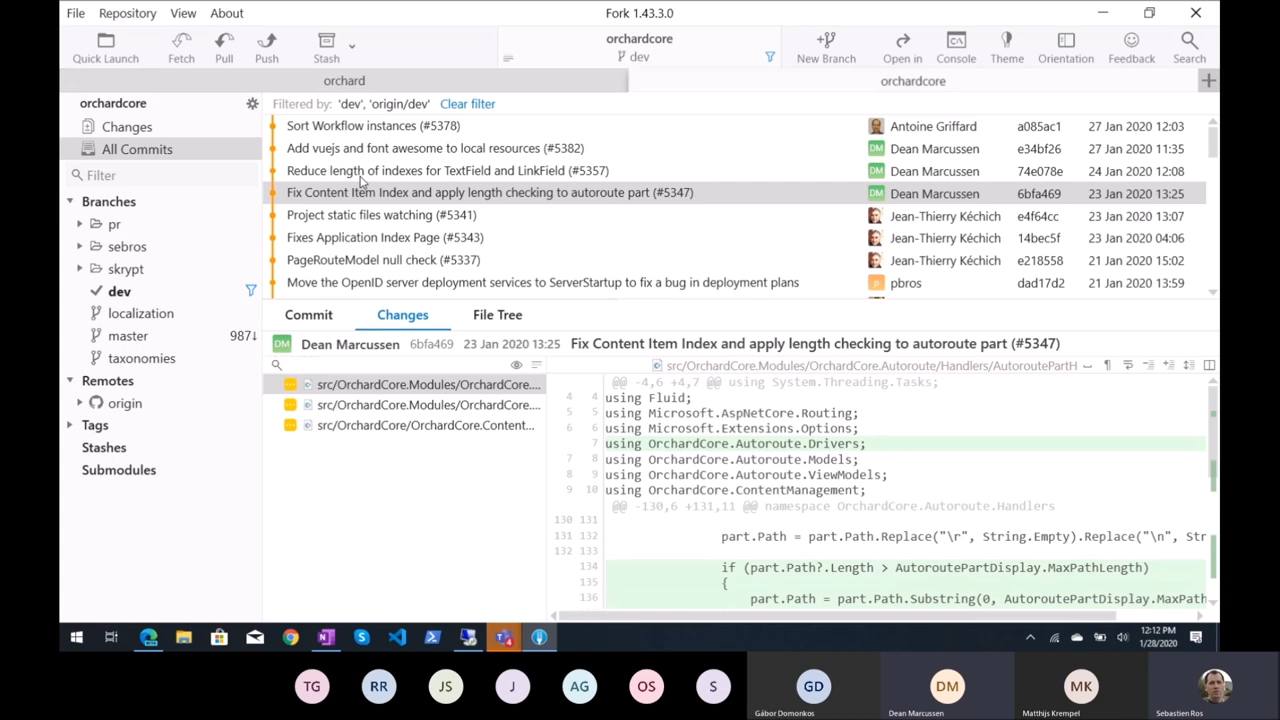 File Repository View About Fork 1.43.3.0
Quick Launch Fetch Pull Push Stash orchardcore dev New Branch Open in Console Theme Orientation Feedback Search
orchard orchardcore
orchardcore
Changes
All Commits
Filter
Branches
pr
sebros
skrypt
dev
localization
master 987↓
taxonomies
Remotes
origin
Tags
Stashes
Submodules
Filtered by: 'dev', 'origin/dev' Clear filter
Sort Workflow instances (#5378) Antoine Griffard a085ac1 27 Jan 2020 12:03
Add vuejs and font awesome to local resources (#5382) DM Dean Marcussen e34bf26 27 Jan 2020 11:35
Reduce length of indexes for TextField and LinkField (#5357) DM Dean Marcussen 74e078e 24 Jan 2020 12:08
Fix Content Item Index and apply length checking to autoroute part (#5347) DM Dean Marcussen 6bfa469 23 Jan 2020 13:25
Project static files watching (#5341) Jean-Thierry Kéchich e4f64cc 23 Jan 2020 13:07
Fixes Application Index Page (#5343) Jean-Thierry Kéchich 14bec5f 23 Jan 2020 04:06
PageRouteModel null check (#5337) Jean-Thierry Kéchich e218558 21 Jan 2020 15:02
Move the OpenID server deployment services to ServerStartup to fix a bug in deployment plans p pbros dad17d2 21 Jan 2020 13:59
Commit Changes File Tree
DM Dean Marcussen 6bfa469 23 Jan 2020 13:25 Fix Content Item Index and apply length checking to autoroute part (#5347)
src/OrchardCore.Modules/OrchardCore....
src/OrchardCore.Modules/OrchardCore....
src/OrchardCore/OrchardCore.Content...
src/OrchardCore.Modules/OrchardCore.Autoroute/Handlers/AutoroutePartH
@@ -4,6 +4,7 @@ using System.Threading.Tasks;
4 4 using Fluid;
5 5 using Microsoft.AspNetCore.Routing;
6 6 using Microsoft.Extensions.Options;
7 using OrchardCore.Autoroute.Drivers;
7 8 using OrchardCore.Autoroute.Models;
8 9 using OrchardCore.Autoroute.ViewModels;
9 10 using OrchardCore.ContentManagement;
@@ -130,6 +131,11 @@ namespace OrchardCore.Autoroute.Handlers
130 131
131 132 part.Path = part.Path.Replace("\r", String.Empty).Replace("\n", Str
132 133
134 if (part.Path?.Length > AutoroutePartDisplay.MaxPathLength)
135 {
136 part.Path = part.Path.Substring(0, AutoroutePartDisplay.MaxPath
12:12 PM
1/28/2020
TG RR JS J AG OS S GD DM MK
Gábor Domonkos Dean Marcussen Matthijs Krempel Sebastien Ros